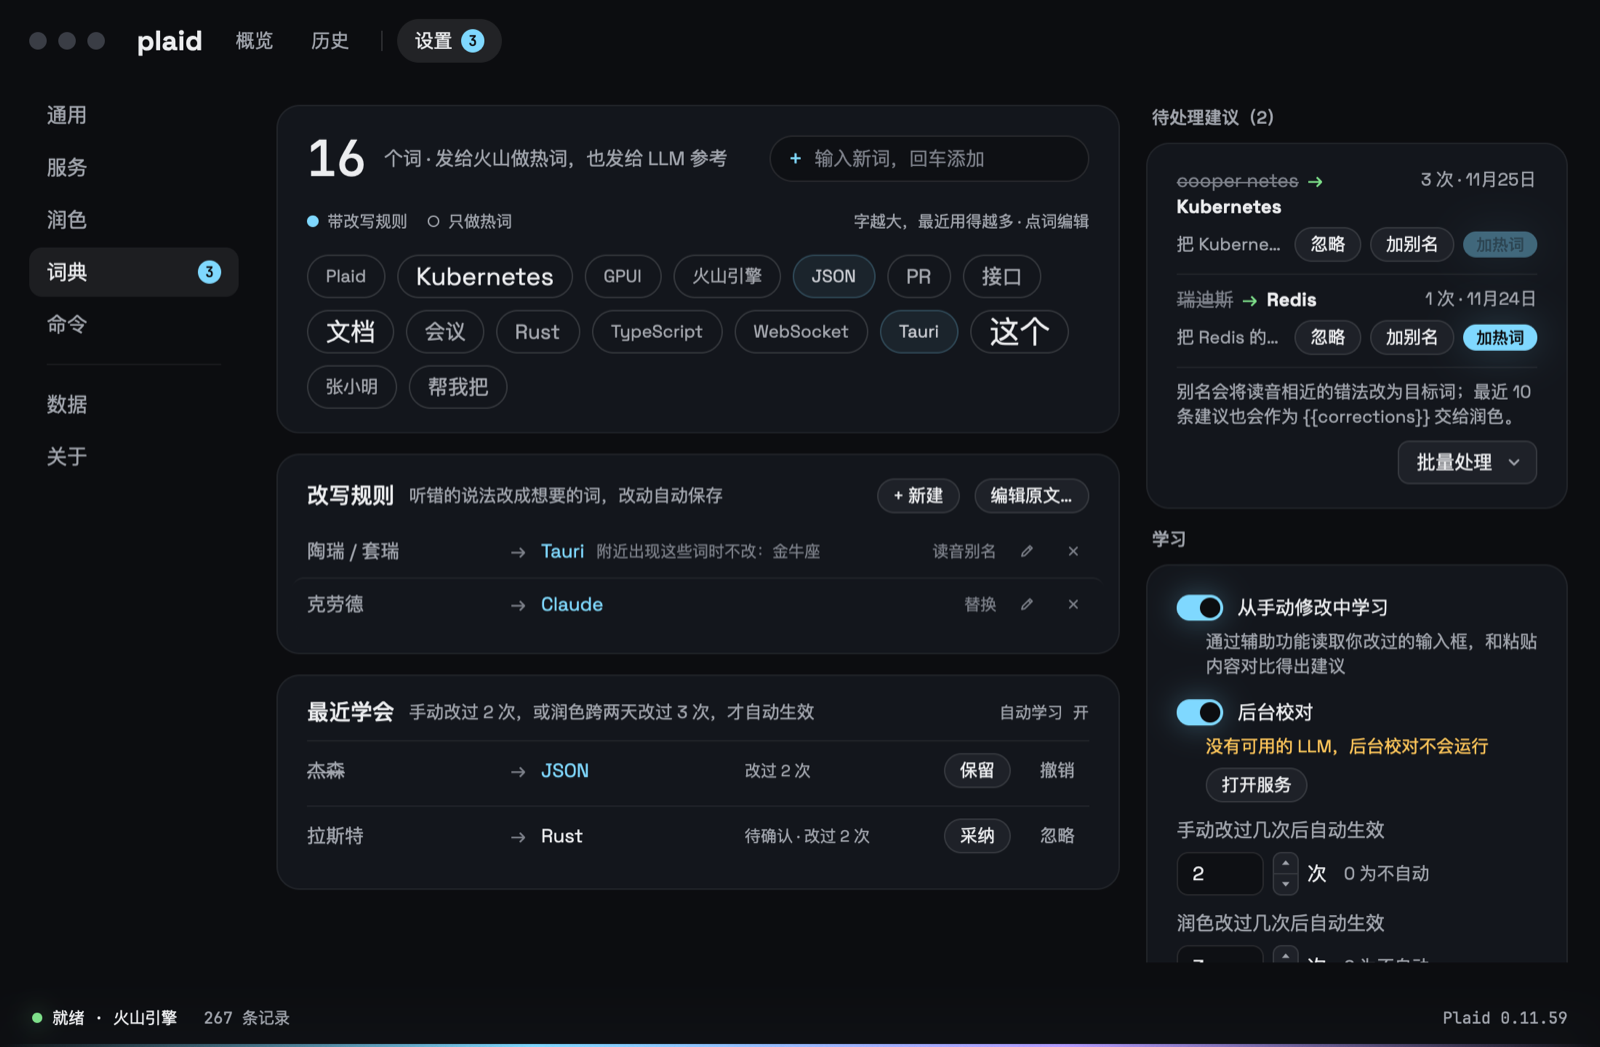 plaid 概览 历史 设置 3
通用
服务
润色
词典 3
命令
数据
关于
16 个词 · 发给火山做热词，也发给 LLM 参考
+ 输入新词，回车添加
带改写规则 只做热词
字越大，最近用得越多 · 点词编辑
Plaid Kubernetes GPUI 火山引擎 JSON PR 接口
文档 会议 Rust TypeScript WebSocket Tauri 这个
张小明 帮我把
改写规则 听错的说法改成想要的词，改动自动保存 + 新建 编辑原文...
陶瑞 / 套瑞 → Tauri 附近出现这些词时不改：金牛座 读音别名
克劳德 → Claude 替换
最近学会 手动改过 2 次，或润色跨两天改过 3 次，才自动生效 自动学习 开
杰森 → JSON 改过 2 次 保留 撤销
拉斯特 → Rust 待确认 · 改过 2 次 采纳 忽略
待处理建议（2）
cooper netes → 3 次 · 11月25日
Kubernetes
把 Kuberne... 忽略 加别名 加热词
瑞迪斯 → Redis 1 次 · 11月24日
把 Redis 的... 忽略 加别名 加热词
别名会将读音相近的错法改为目标词；最近 10
条建议也会作为 {{corrections}} 交给润色。
批量处理
学习
从手动修改中学习
通过辅助功能读取你改过的输入框，和粘贴
内容对比得出建议
后台校对
没有可用的 LLM，后台校对不会运行
打开服务
手动改过几次后自动生效
2 次 0 为不自动
润色改过几次后自动生效
就绪 · 火山引擎 267 条记录
Plaid 0.11.59